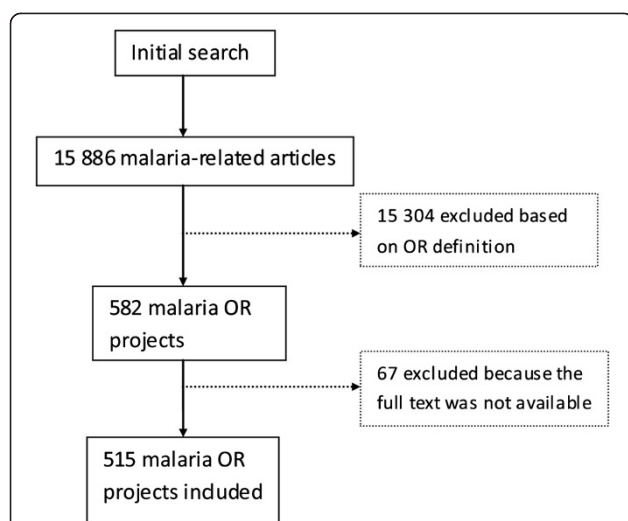 Initial search
15 886 malaria-related articles
15 304 excluded based
on OR definition
582 malaria OR
projects
67 excluded because the
full text was not available
515 malaria OR
projects included